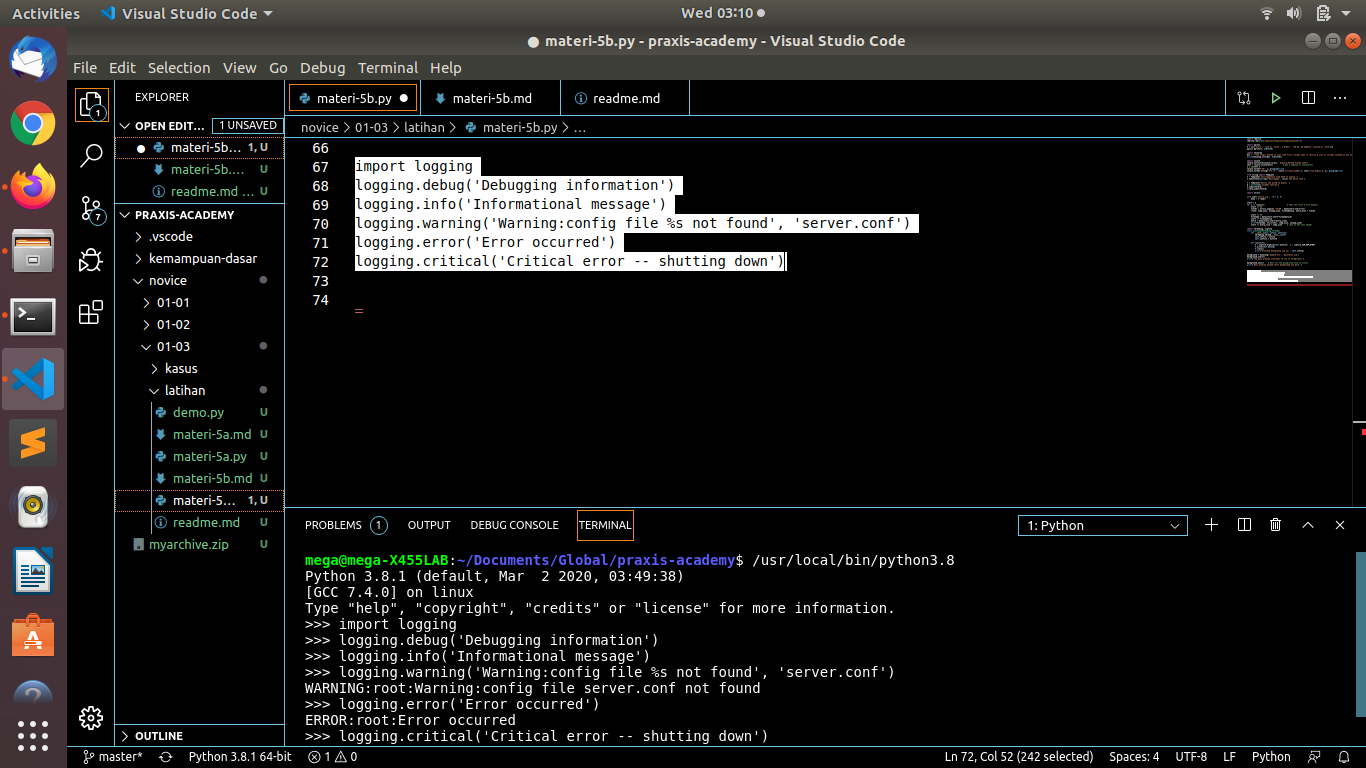 Activities
Visual Studio Code
Wed 03:10
materi-5b.py - praxis-academy - Visual Studio Code
File Edit Selection View Go Debug Terminal Help
EXPLORER
OPEN EDIT... 1 UNSAVED
materi-5b... 1, U
materi-5b.... U
readme.md ... U
PRAXIS-ACADEMY
.vscode
kemampuan-dasar
novice
01-01
01-02
01-03
kasus
latihan
demo.py U
materi-5a.md U
materi-5a.py U
materi-5b.md U
materi-5... 1, U
readme.md U
myarchive.zip U
OUTLINE
1
7
materi-5b.py
materi-5b.md
readme.md
novice > 01-03 > latihan > materi-5b.py > ...
66
67 import logging
68 logging.debug('Debugging information')
69 logging.info('Informational message')
70 logging.warning('Warning:config file %s not found', 'server.conf')
71 logging.error('Error occurred')
72 logging.critical('Critical error -- shutting down')
73
74
=
PROBLEMS 1 OUTPUT DEBUG CONSOLE TERMINAL
1: Python
mega@mega-X455LAB:~/Documents/Global/praxis-academy$ /usr/local/bin/python3.8
Python 3.8.1 (default, Mar  2 2020, 03:49:38)
[GCC 7.4.0] on linux
Type "help", "copyright", "credits" or "license" for more information.
>>> import logging
>>> logging.debug('Debugging information')
>>> logging.info('Informational message')
>>> logging.warning('Warning:config file %s not found', 'server.conf')
WARNING:root:Warning:config file server.conf not found
>>> logging.error('Error occurred')
ERROR:root:Error occurred
>>> logging.critical('Critical error -- shutting down')
master* Python 3.8.1 64-bit 1 0 Ln 72, Col 52 (242 selected) Spaces: 4 UTF-8 LF Python